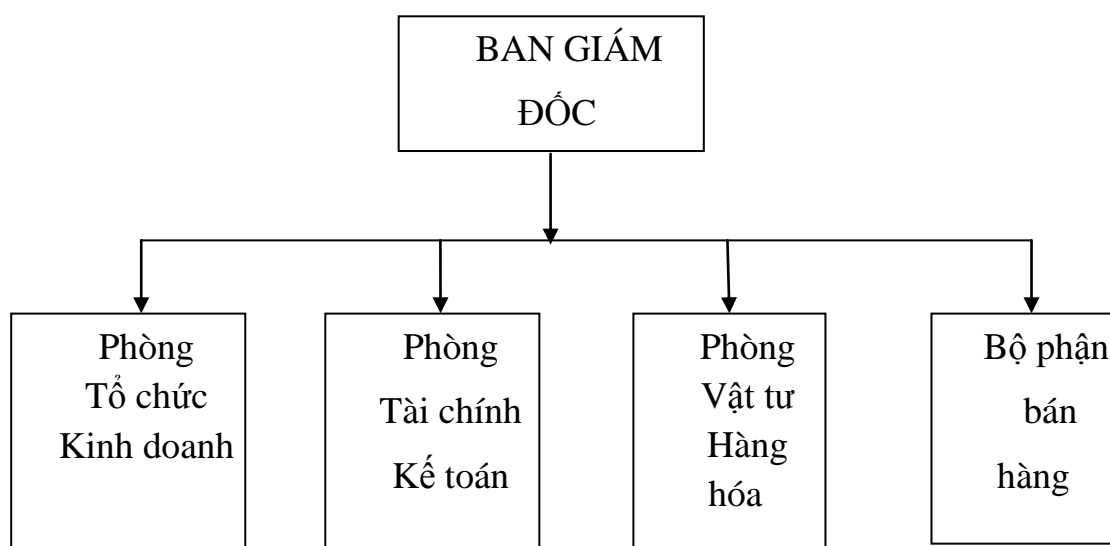 BAN GIÁM
ĐỐC
Phòng
Tổ chức
Kinh doanh
Phòng
Tài chính
Kế toán
Phòng
Vật tư
Hàng
hóa
Bộ phận
bán
hàng